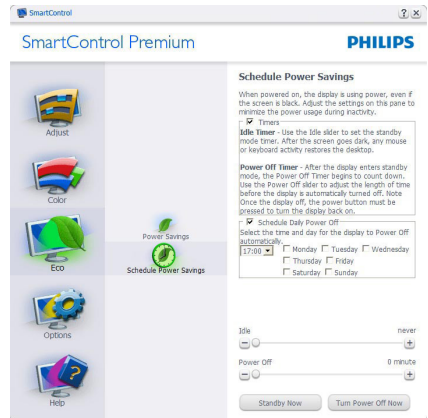 SmartControl
SmartControl Premium
PHILIPS
Adjust
Color
Eco
Options
Help
Power Savings
Schedule Power Savings
Schedule Power Savings
When powered on, the display is using power, even if
the screen is black. Adjust the settings on this pane to
minimize the power usage during inactivity.
Timers
Idle Timer - Use the Idle slider to set the standby
mode timer. After the screen goes dark, any mouse
or keyboard activity restores the desktop.
Power Off Timer - After the display enters standby
mode, the Power Off Timer begins to count down.
Use the Power Off slider to adjust the length of time
before the display is automatically turned off. Note
Once the display off, the power button must be
pressed to turn the display back on.
Schedule Daily Power Off
Select the time and day for the display to Power Off
automatically.
17:00 Monday Tuesday Wednesday
Thursday Friday
Saturday Sunday
Idle never
Power Off 0 minute
Standby Now Turn Power Off Now